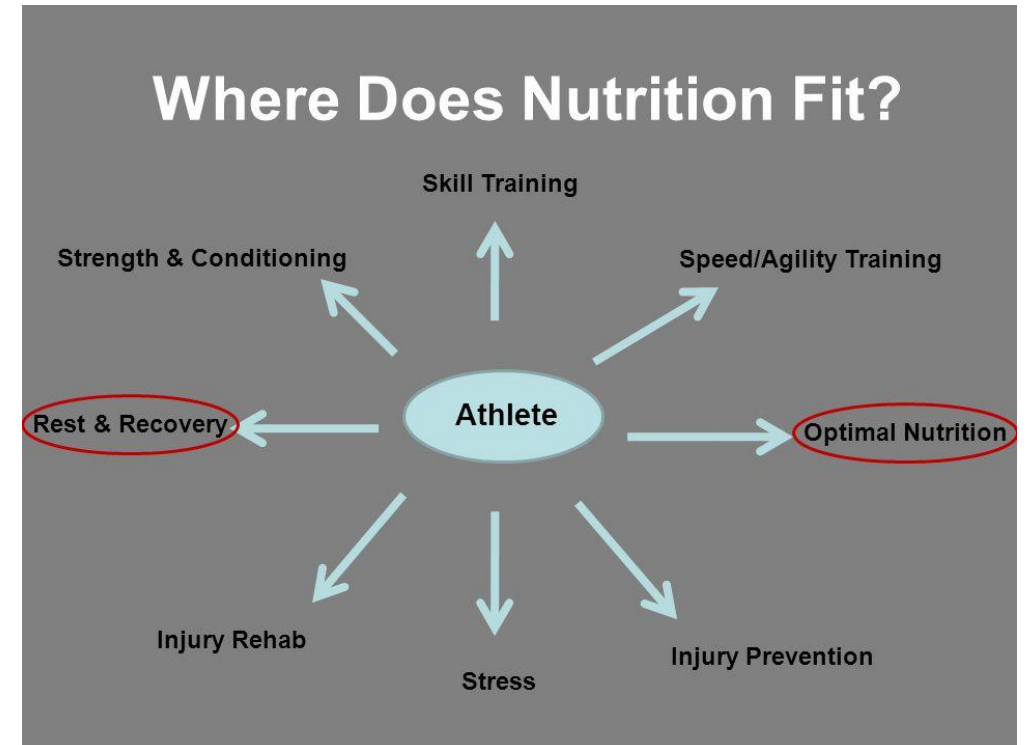 Where Does Nutrition Fit?
Skill Training
Strength & Conditioning
Speed/Agility Training
Rest & Recovery
Athlete
Optimal Nutrition
Injury Rehab
Stress
Injury Prevention